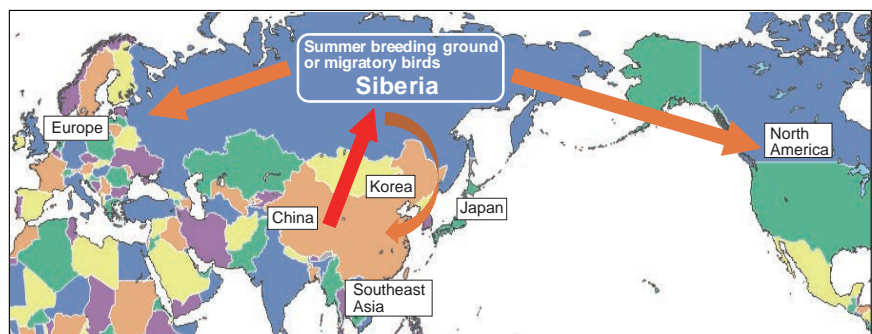 Summer breeding ground
or migratory birds
Siberia
Europe
North
America
Korea
China
Japan
Southeast
Asia